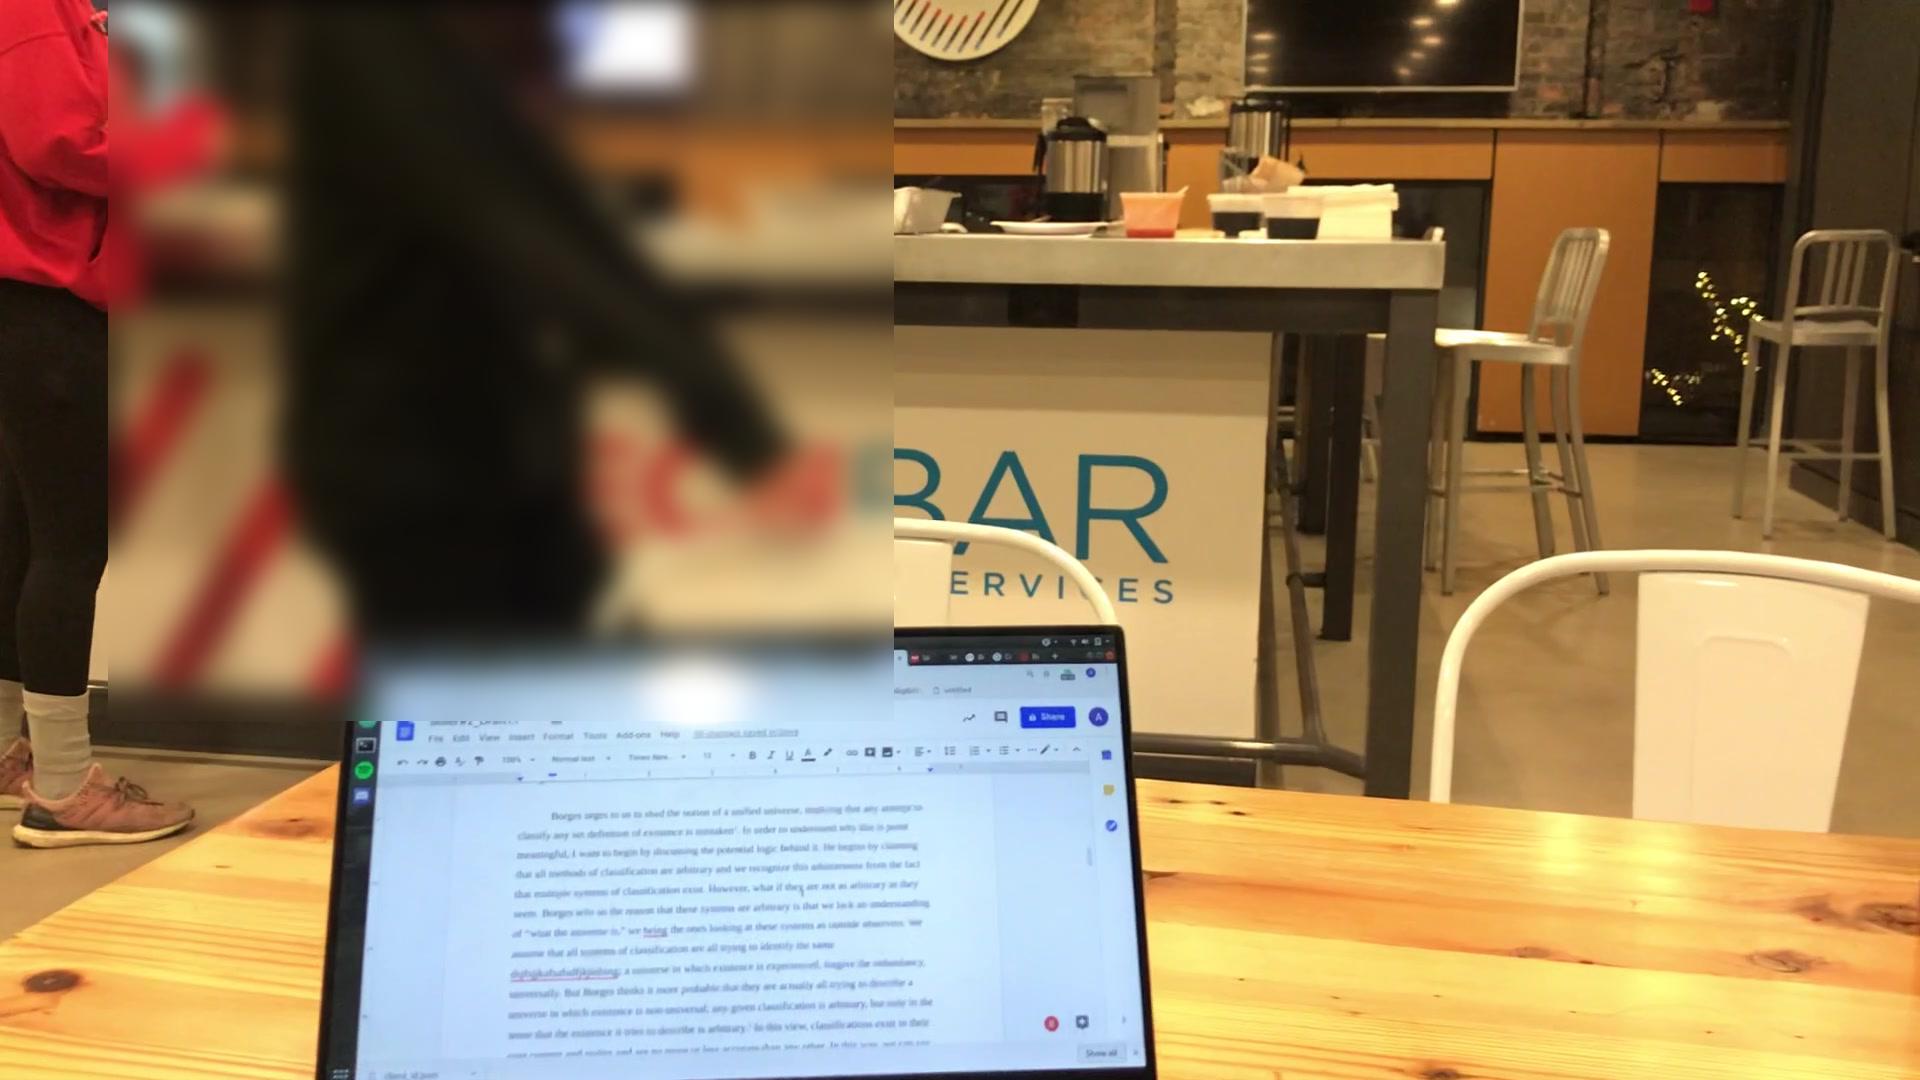 BAR
ERVICES
untitled
Share
A
File Edit View Insert Format Tools Add-ons Help
100% Normal text Times New... 12 B I U A
Borges urges to us to shed the notion of a unified universe, that any attempt to
classify any set definition of existence is mistaken¹. In order to understand why this is point
meaningful, I want to begin by discussing the potential logic behind it. He begins by claiming
that all methods of classification are arbitrary and we recognize this arbitrariness from the fact
that multiple systems of classification exist. However, what if they are not as arbitrary as they
seem. Borges tells us the reason that these systems are arbitrary is that we lack an understanding
of "what the universe is," we being the ones looking at these systems as outside observers. We
assume that all systems of classification are all trying to identify the same
a universe in which existence is experienced, forgive the redundancy,
universally. But Borges thinks it more probable that they are actually all trying to describe a
universe in which existence is non-universal; any given classification is arbitrary, but only in the
sense that the existence it tries to describe is arbitrary.² In this view, classifications exist in their
own context and and are no more or less accurate than any other. In this way, we can say
Show all
client_id.json